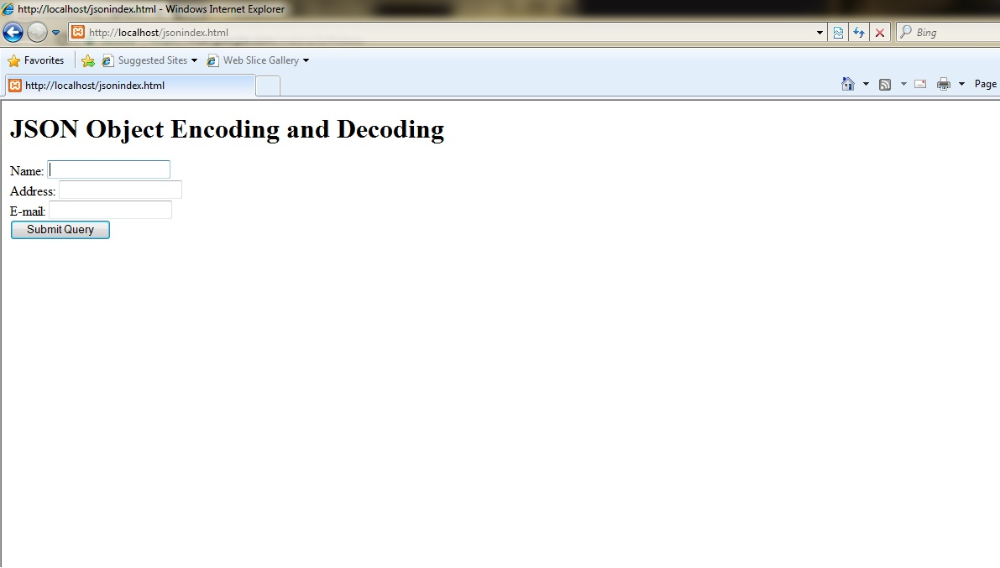 http://localhost/jsonindex.html - Windows Internet Explorer
http://localhost/jsonindex.html
Bing
Favorites
Suggested Sites
Web Slice Gallery
http://localhost/jsonindex.html
Page
JSON Object Encoding and Decoding
Name:
Address:
E-mail:
Submit Query